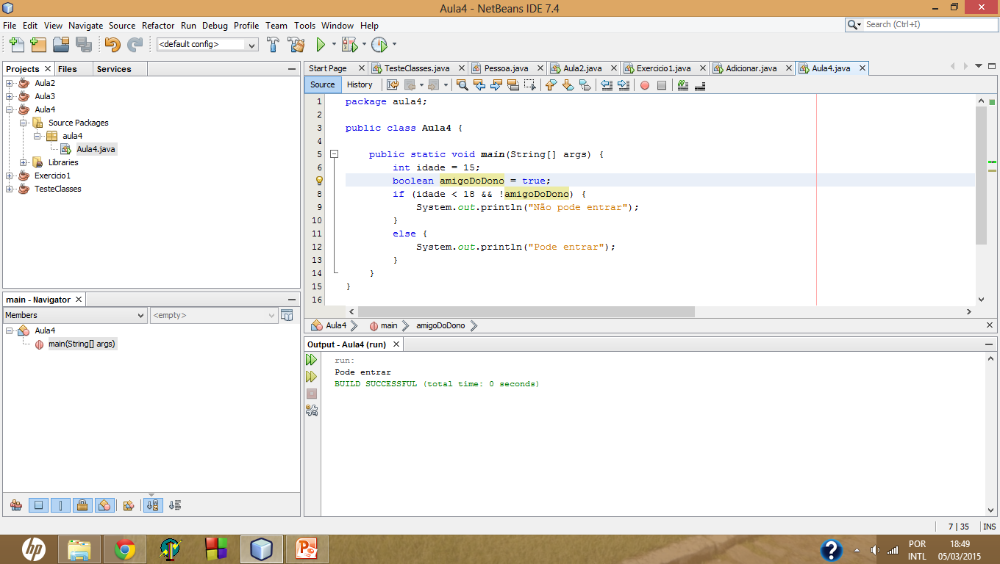 Aula4 - NetBeans IDE 7.4
File Edit View Navigate Source Refactor Run Debug Profile Team Tools Window Help
Search (Ctrl+I)
<default config>
Projects Files Services
Aula2
Aula3
Aula4
Source Packages
aula4
Aula4.java
Libraries
Exercicio1
TesteClasses
main - Navigator
Members <empty>
Aula4
main(String[] args)
Start Page TesteClasses.java Pessoa.java Aula2.java Exercicio1.java Adicionar.java Aula4.java
Source History
1 package aula4;
2
3 public class Aula4 {
4
5 public static void main(String[] args) {
6 int idade = 15;
boolean amigoDoDono = true;
8 if (idade < 18 && !amigoDoDono) {
9 System.out.println("Não pode entrar");
10 }
11 else {
12 System.out.println("Pode entrar");
13 }
14 }
15 }
16
Aula4 main amigoDoDono
Output - Aula4 (run)
run:
Pode entrar
BUILD SUCCESSFUL (total time: 0 seconds)
7 | 35 INS
hp
POR
INTL
18:49
05/03/2015